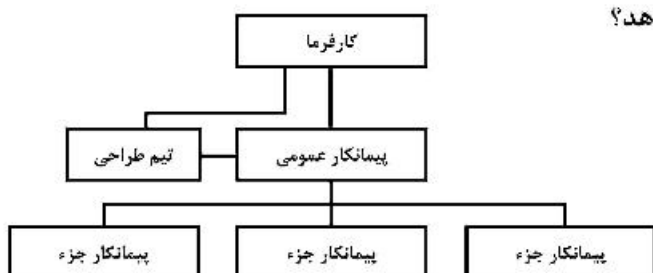 هد؟
کارفرما
پیمانکار عمومی
تیم طراحی
پیمانکار جزء
پیمانکار جزء
پیمانکار جزء